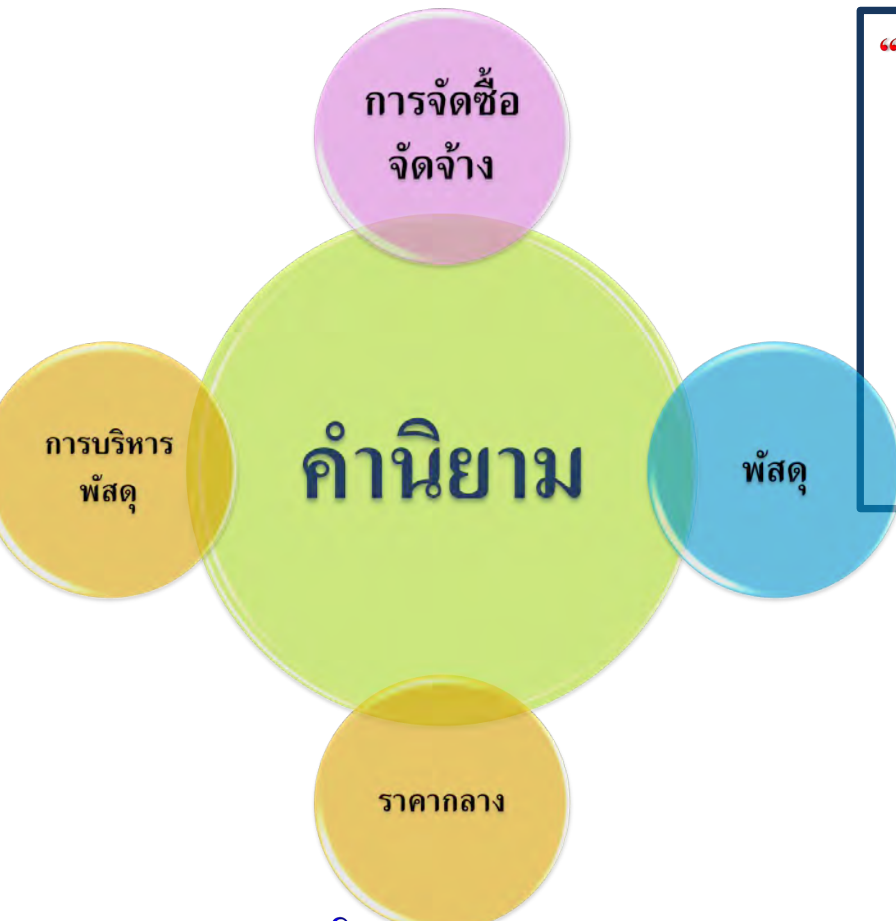 “
การจัดซื้อ
จัดจ้าง
การบริหาร
พัสดุ
คำนิยาม
พัสดุ
ราคากลาง